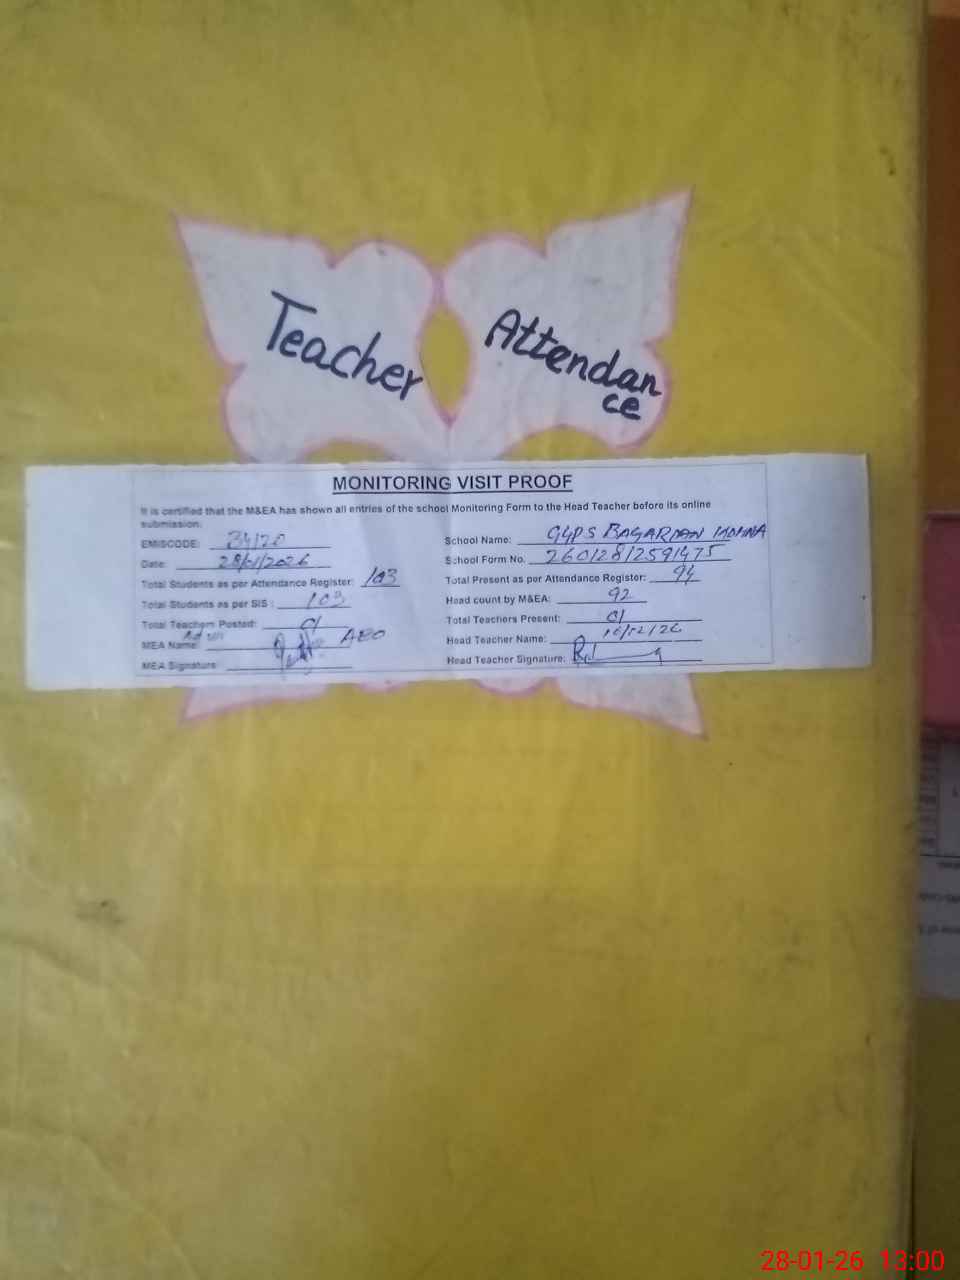 Teacher Attendan
ce
MONITORING VISIT PROOF
It is certified that the M&EA has shown all entries of the school Monitoring Form to the Head Teacher before its online
submission.
EMISCODE: 34120
School Name: GGPS BAGARDAN
Date: 28/01/2026
School Form No. 260128/2591475
Total Students as per Attendance Register: 103
Total Present as per Attendance Register: 94
Total Students as per SIS : 103
Head count by M&EA: 92
Total Teachers Posted: 01
Total Teachers Present: 01
MEA Name: AEO
Head Teacher Name:
MEA Signature:
Head Teacher Signature:
28-01-26 13:00